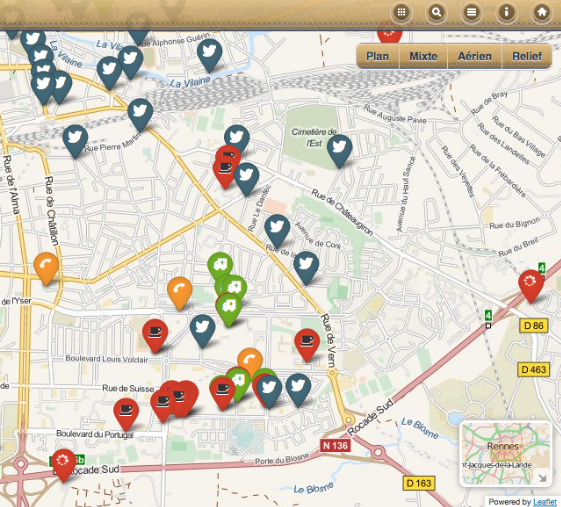 Rue Alphonse Guérin
La Vilaine
La Vilaine
Plan
Mixte
Aérien
Relief
Rue de Bray
Rue Auguste Pavie
Rue du Bas Village
Rue des Landelles
Cimetière de
l'Est
Rue Pierre Martin
Rue de la Frabardière
Rue des Veyettes
Avenue du Haut Sancé
Rue de l'Alma
Rue de Châtillon
Rue Le Dantec
Rue de Châteaugiron
Avenue de Cork
Rue du Bignon
Rue du Breil
Rue de la
4
de l'Yser
4
D 86
Rue de Vern
Boulevard Louis Volclair
D 463
Rue de Suisse
Rocade Sud
Le Blosne
Boulevard du Portugal
N 136
Rennes
nt-Jacques-de-la-Lande
Porte du Blosne
Rocade Sud
D 163
Le Blosne
Powered by Leaflet